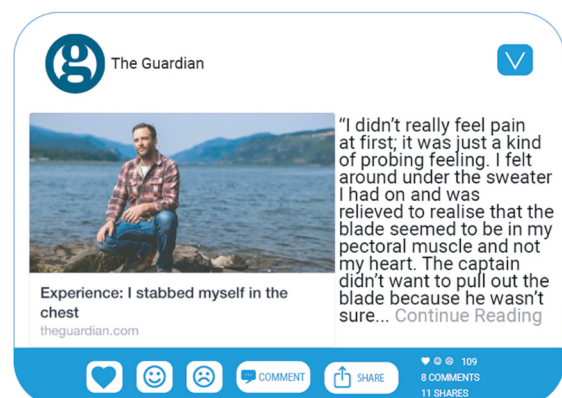 The Guardian
“I didn’t really feel pain
at first; it was just a kind
of probing feeling. I felt
around under the sweater
I had on and was
relieved to realise that the
blade seemed to be in my
pectoral muscle and not
my heart. The captain
didn’t want to pull out the
blade because he wasn’t
sure... Continue Reading
Experience: I stabbed myself in the
chest
theguardian.com
COMMENT
SHARE
109
8 COMMENTS
11 SHARES